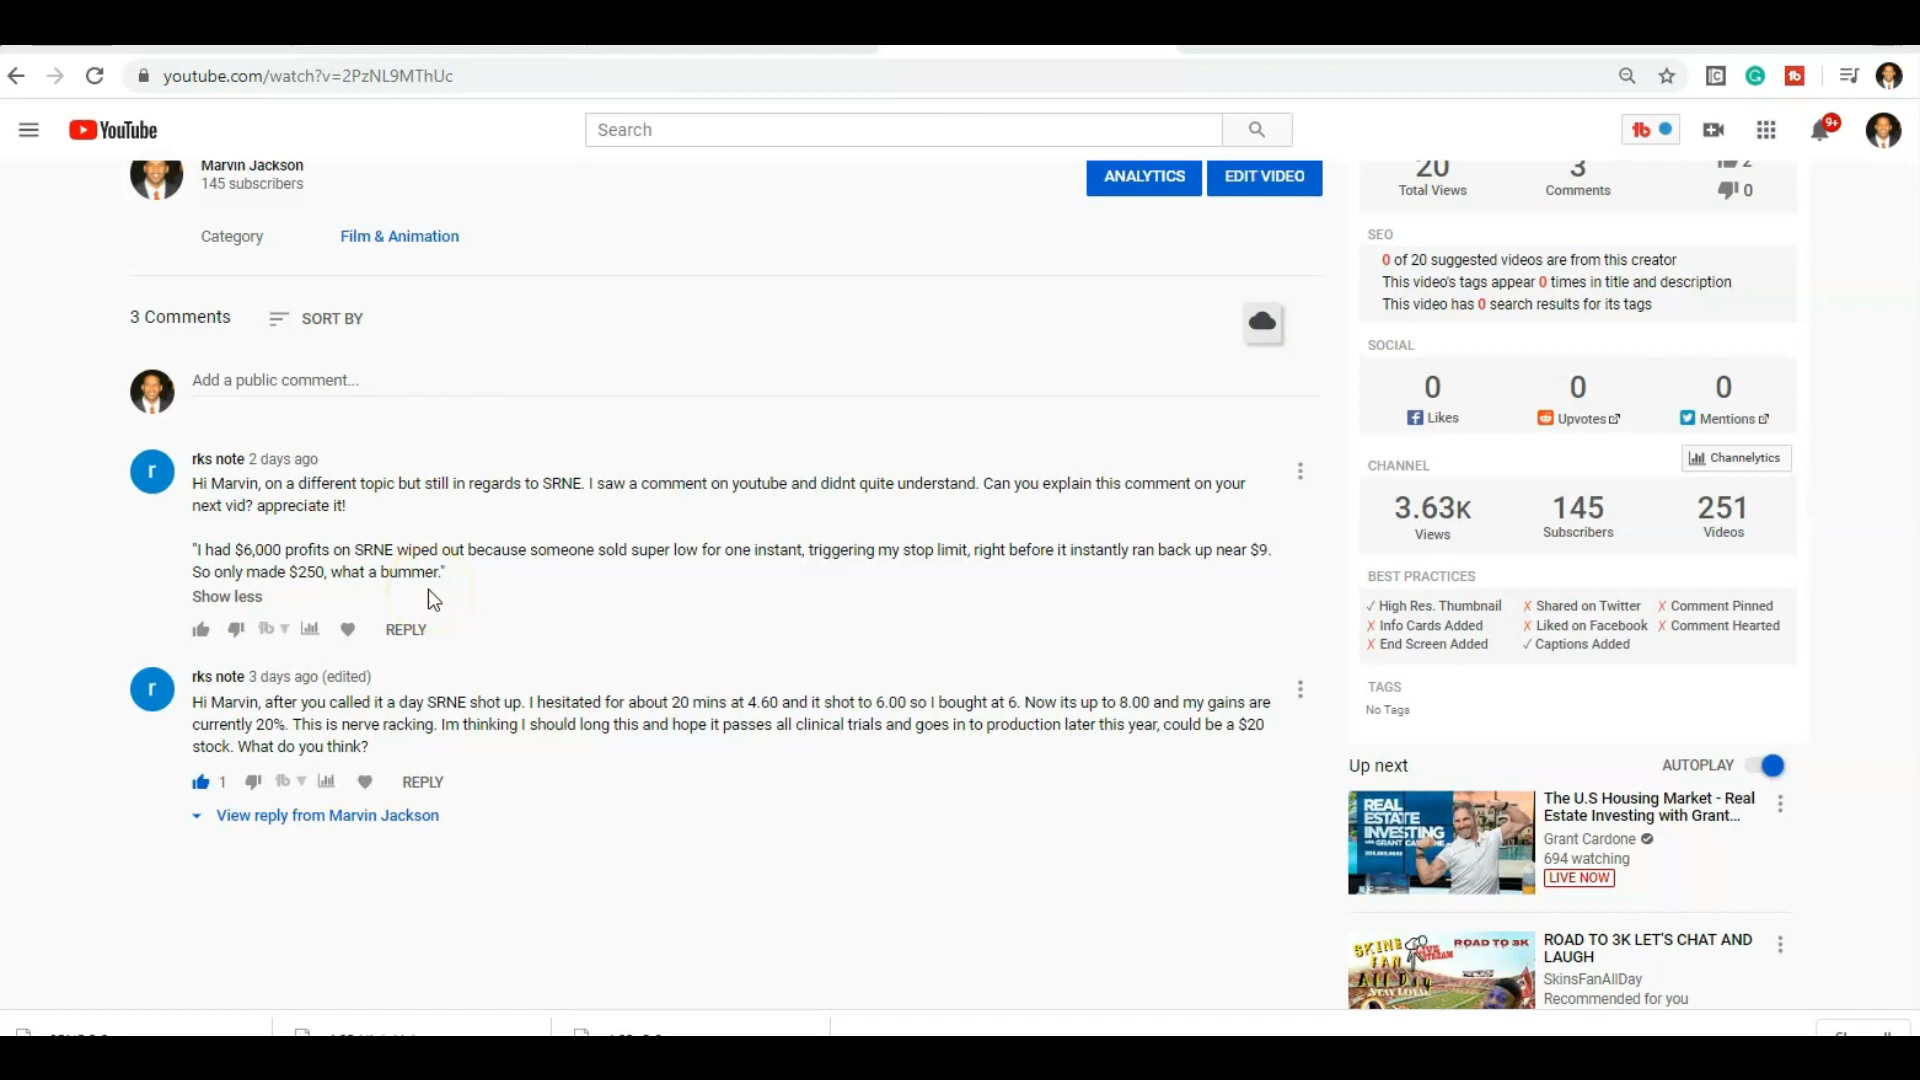 youtube.com/watch?v=2PzNL9MThUc
YouTube
Search
9+
Marvin Jackson
145 subscribers
ANALYTICS
EDIT VIDEO
Category
Film & Animation
3 Comments
SORT BY
Add a public comment...
rks note 2 days ago
Hi Marvin, on a different topic but still in regards to SRNE. I saw a comment on youtube and didnt quite understand. Can you explain this comment on your
next vid? appreciate it!
"I had $6,000 profits on SRNE wiped out because someone sold super low for one instant, triggering my stop limit, right before it instantly ran back up near $9.
So only made $250, what a bummer."
Show less
REPLY
rks note 3 days ago (edited)
Hi Marvin, after you called it a day SRNE shot up. I hesitated for about 20 mins at 4.60 and it shot to 6.00 so I bought at 6. Now its up to 8.00 and my gains are
currently 20%. This is nerve racking. Im thinking I should long this and hope it passes all clinical trials and goes in to production later this year, could be a $20
stock. What do you think?
1
REPLY
View reply from Marvin Jackson
20
Total Views
3
Comments
2
0
SEO
0 of 20 suggested videos are from this creator
This video's tags appear 0 times in title and description
This video has 0 search results for its tags
SOCIAL
0 0 0
Likes Upvotes Mentions
CHANNEL
Channelytics
3.63K 145 251
Views Subscribers Videos
BEST PRACTICES
✓ High Res. Thumbnail X Shared on Twitter X Comment Pinned
X Info Cards Added X Liked on Facebook X Comment Hearted
X End Screen Added ✓ Captions Added
TAGS
No Tags
Up next
AUTOPLAY
REAL
ESTATE
INVESTING
The U.S Housing Market - Real
Estate Investing with Grant...
Grant Cardone
694 watching
LIVE NOW
SKINS
FAN
ALL DAY
ROAD TO 3K
ROAD TO 3K LET'S CHAT AND
LAUGH
SkinsFanAllDay
Recommended for you